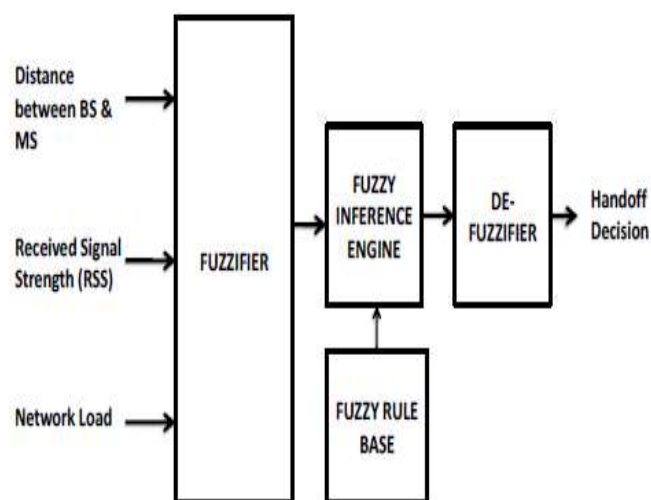 Distance
between BS &
MS
Received Signal
Strength (RSS)
Network Load
FUZZIFIER
FUZZY
INFERENCE
ENGINE
FUZZY RULE
BASE
DE-
FUZZIFIER
Handoff
Decision